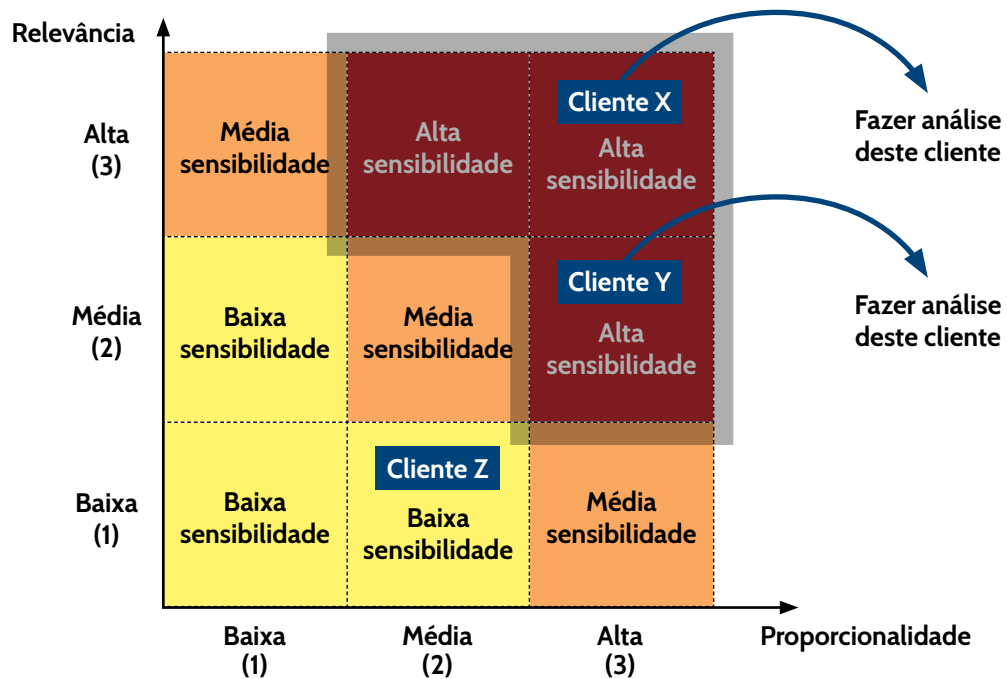 Relevância
Alta
(3)
Média
sensibilidade
Alta
sensibilidade
Cliente X
Alta
sensibilidade
Fazer análise
deste cliente
Média
(2)
Baixa
sensibilidade
Média
sensibilidade
Cliente Y
Alta
sensibilidade
Fazer análise
deste cliente
Baixa
(1)
Baixa
sensibilidade
Cliente Z
Baixa
sensibilidade
Média
sensibilidade
Baixa
(1)
Média
(2)
Alta
(3)
Proporcionalidade